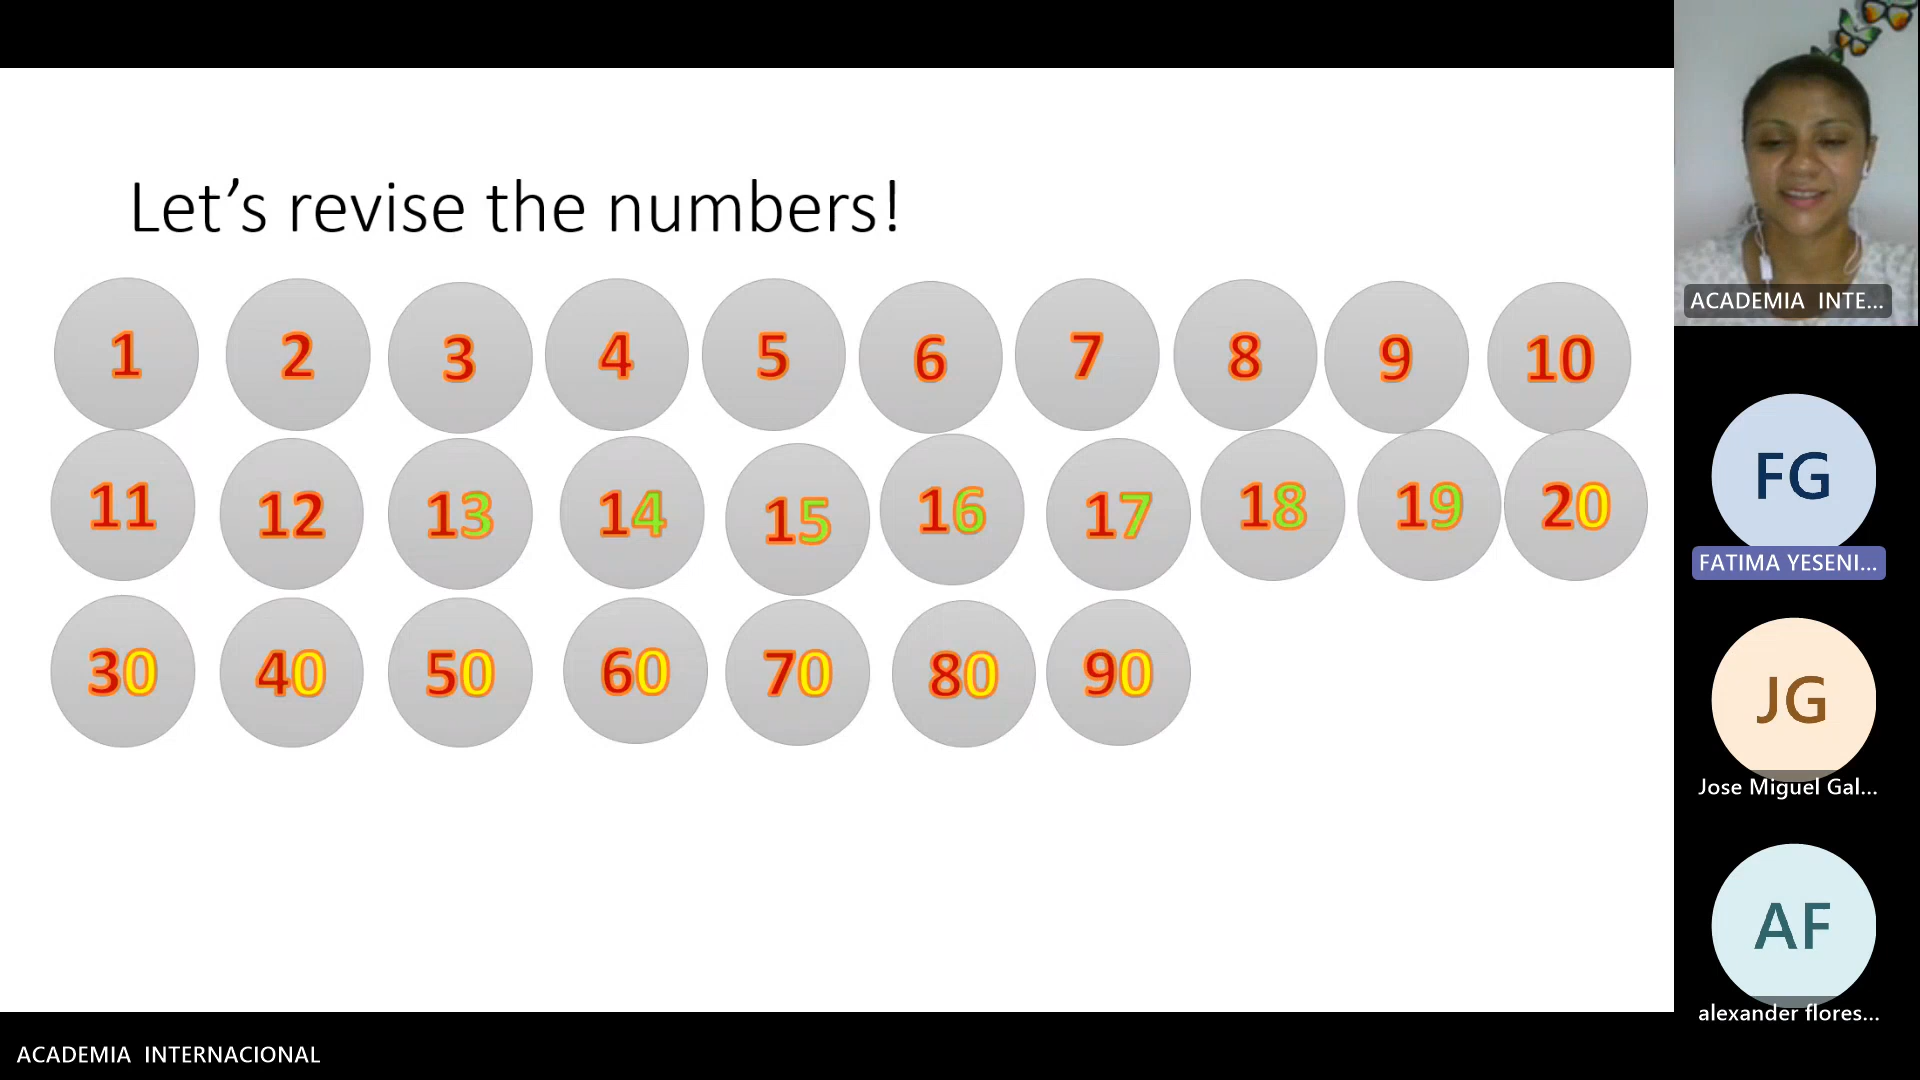 Let's revise the numbers!
1 2 3 4 5 6 7 8 9 10
11 12 13 14 15 16 17 18 19 20
30 40 50 60 70 80 90
ACADEMIA INTE...
FG
FATIMA YESENI...
JG
Jose Miguel Gal...
AF
alexander flores...
ACADEMIA INTERNACIONAL